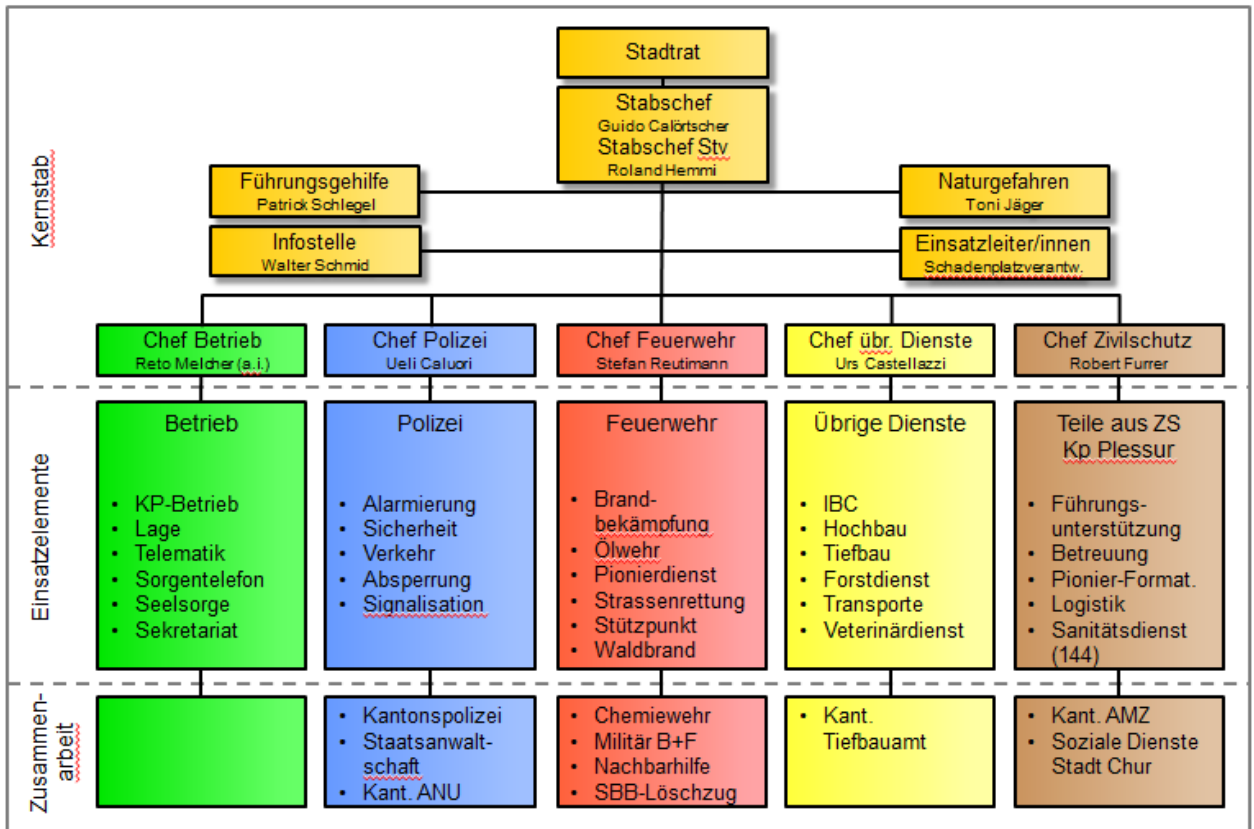 Stadtrat
Stabschef
Guido Calörtscher
Stabschef Stv
Roland Hemmi
Kernstab
Führungsgehilfe
Patrick Schlegel
Naturgefahren
Toni Jäger
Infostelle
Walter Schmid
Einsatzleiter/innen
Schadenplatzverantw.
Chef Betrieb
Reto Melcher (a.i.)
Chef Polizei
Ueli Caluori
Chef Feuerwehr
Stefan Reutimann
Chef übr. Dienste
Urs Castellazzi
Chef Zivilschutz
Robert Furrer
Einsatzelemente
Betrieb
• KP-Betrieb
• Lage
• Telematik
• Sorgentelefon
• Seelsorge
• Sekretariat
Polizei
• Alarmierung
• Sicherheit
• Verkehr
• Absperrung
• Signalisation
Feuerwehr
• Brand-
bekämpfung
• Ölwehr
• Pionierdienst
• Strassenrettung
• Stützpunkt
• Waldbrand
Übrige Dienste
• IBC
• Hochbau
• Tiefbau
• Forstdienst
• Transporte
• Veterinärdienst
Teile aus ZS
Kp Plessur
• Führungs-
unterstützung
• Betreuung
• Pionier-Format.
• Logistik
• Sanitätsdienst
(144)
Zusammen-
arbeit
• Kantonspolizei
• Staatsanwalt-
schaft
• Kant. ANU
• Chemiewehr
• Militär B+F
• Nachbarhilfe
• SBB-Löschzug
• Kant.
Tiefbauamt
• Kant. AMZ
• Soziale Dienste
Stadt Chur